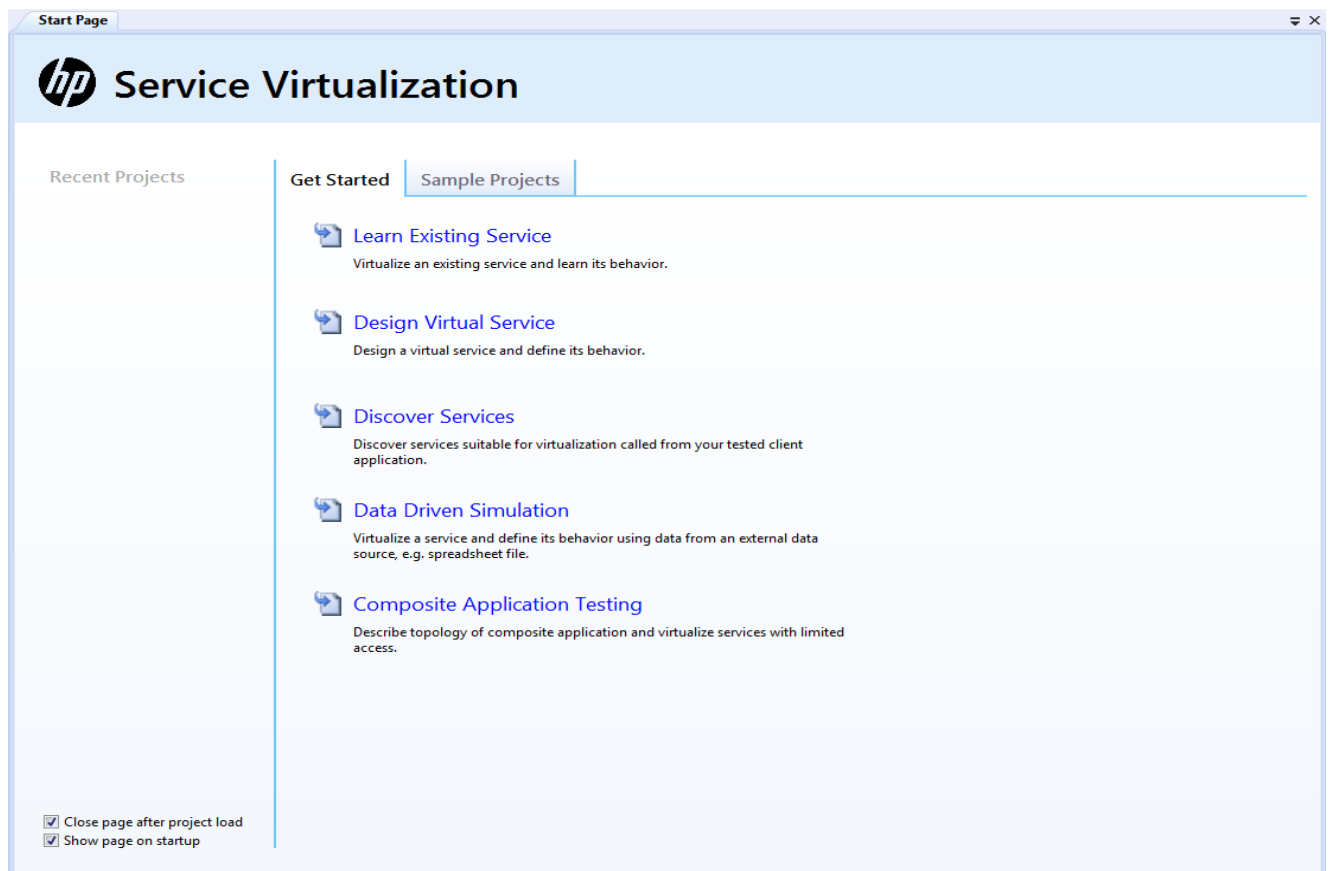 Start Page
hp Service Virtualization
Recent Projects
Get Started
Sample Projects
Learn Existing Service
Virtualize an existing service and learn its behavior.
Design Virtual Service
Design a virtual service and define its behavior.
Discover Services
Discover services suitable for virtualization called from your tested client
application.
Data Driven Simulation
Virtualize a service and define its behavior using data from an external data
source, e.g. spreadsheet file.
Composite Application Testing
Describe topology of composite application and virtualize services with limited
access.
Close page after project load
Show page on startup